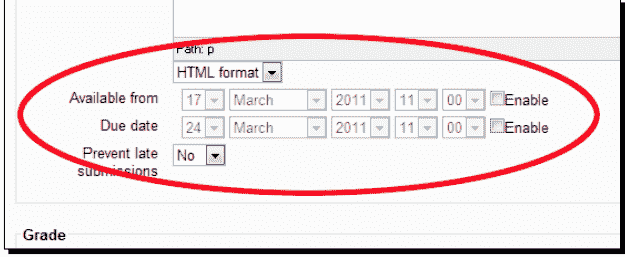 Path: p
HTML format
Available from 17 March 2011 11 00 Enable
Due date 24 March 2011 11 00 Enable
Prevent late No
submissions
Grade